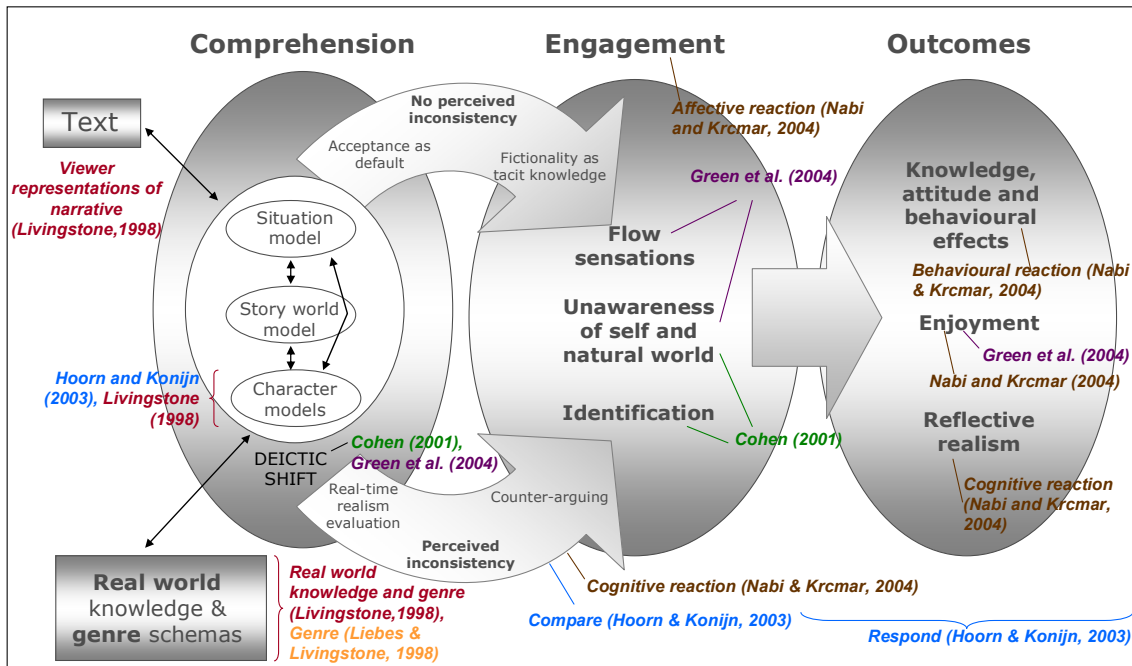 Comprehension
Engagement
Outcomes
Text
Viewer
representations of
narrative
(Livingstone,1998)
No perceived
inconsistency
Acceptance as
default
Fictionality as
tacit knowledge
Situation
model
Story world
model
Character
models
Hoorn and Konijn
(2003), Livingstone
(1998)
DEICTIC
SHIFT
Cohen (2001),
Green et al. (2004)
Real-time
realism
evaluation
Counter-arguing
Perceived
inconsistency
Real world
knowledge &
genre schemas
Real world
knowledge and genre
(Livingstone,1998),
Genre (Liebes &
Livingstone, 1998)
Affective reaction (Nabi
and Krcmar, 2004)
Green et al. (2004)
Flow
sensations
Unawareness
of self and
natural world
Identification
Cohen (2001)
Cognitive reaction (Nabi & Krcmar, 2004)
Compare (Hoorn & Konijn, 2003)
Knowledge,
attitude and
behavioural
effects
Behavioural reaction (Nabi
& Krcmar, 2004)
Enjoyment
Green et al. (2004)
Nabi and Krcmar (2004)
Reflective
realism
Cognitive reaction
(Nabi and Krcmar,
2004)
Respond (Hoorn & Konijn, 2003)